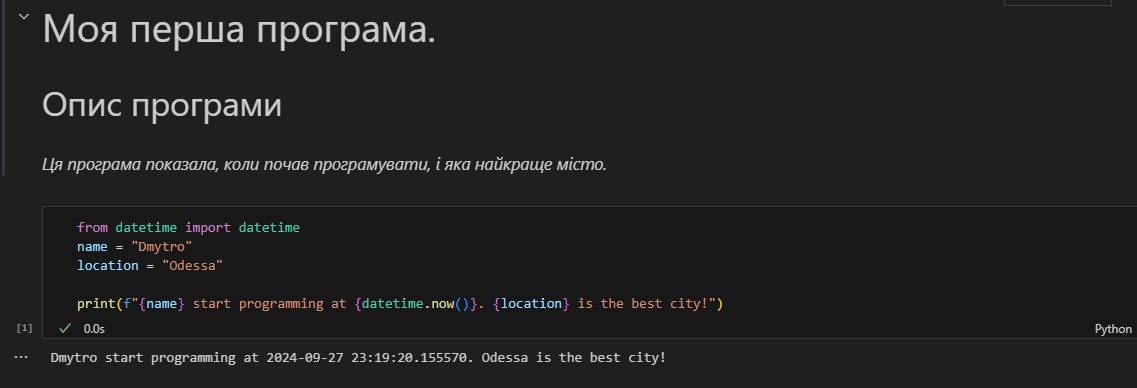 Моя перша програма.
Опис програми
Ця програма показала, коли почав програмувати, і яка найкраще місто.
from datetime import datetime
name = "Dmytro"
location = "Odessa"
print(f"{name} start programming at {datetime.now()}. {location} is the best city!")
[1]
0.0s
Python
Dmytro start programming at 2024-09-27 23:19:20.155570. Odessa is the best city!